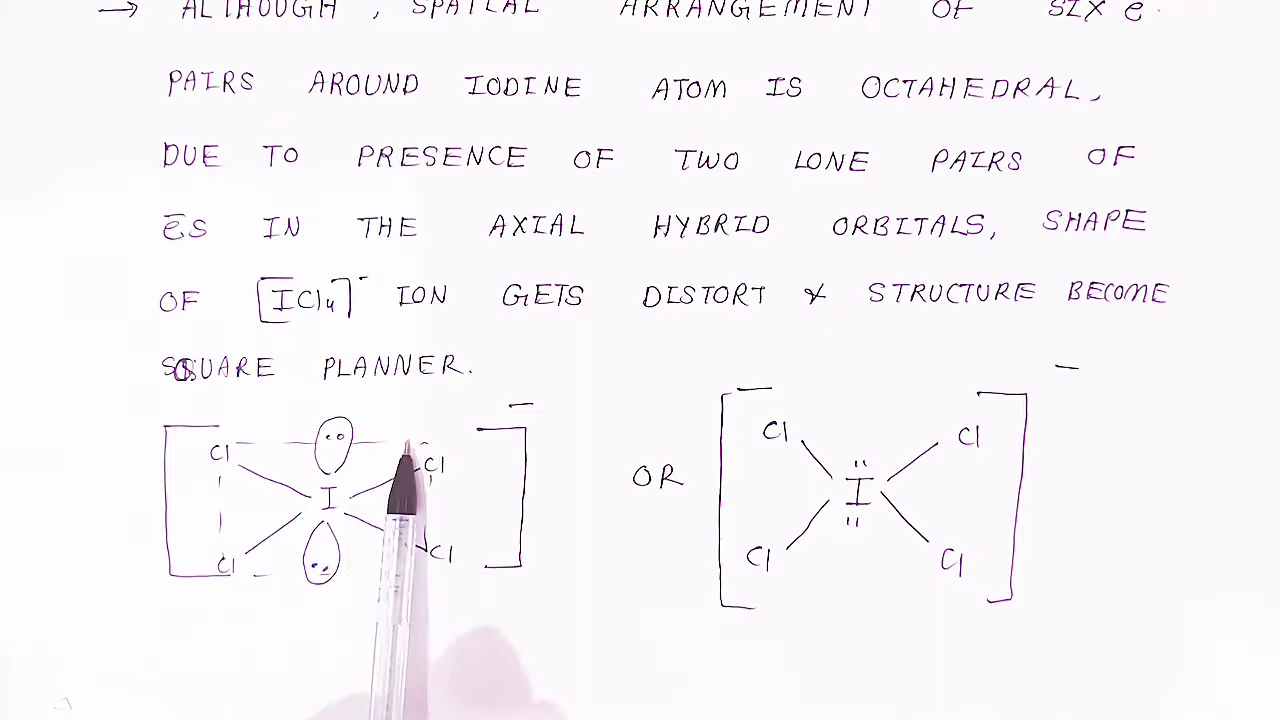 → ALTHOUGH, SPATIAL ARRANGEMENT OF SIX e⁻
PAIRS AROUND IODINE ATOM IS OCTAHEDRAL,
DUE TO PRESENCE OF TWO LONE PAIRS OF
ēS IN THE AXIAL HYBRID ORBITALS, SHAPE
OF [ICl₄]⁻ ION GETS DISTORT & STRUCTURE BECOME
SQUARE PLANNER.
Cl Cl
I
Cl Cl
OR
Cl Cl
I
Cl Cl